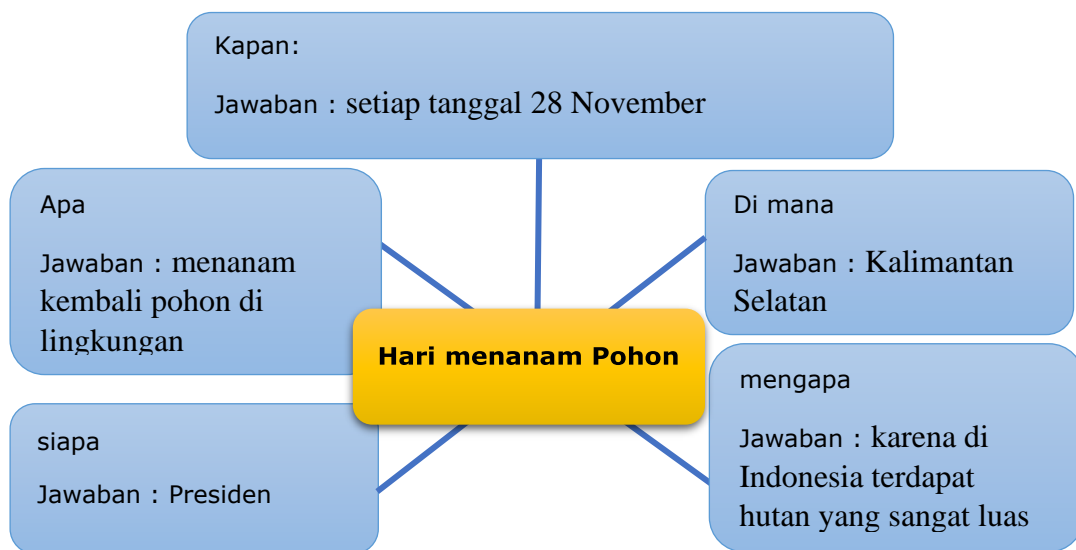 Kapan:
Jawaban : setiap tanggal 28 November
Apa
Jawaban : menanam
kembali pohon di
lingkungan
Di mana
Jawaban : Kalimantan
Selatan
Hari menanam Pohon
siapa
Jawaban : Presiden
mengapa
Jawaban : karena di
Indonesia terdapat
hutan yang sangat luas